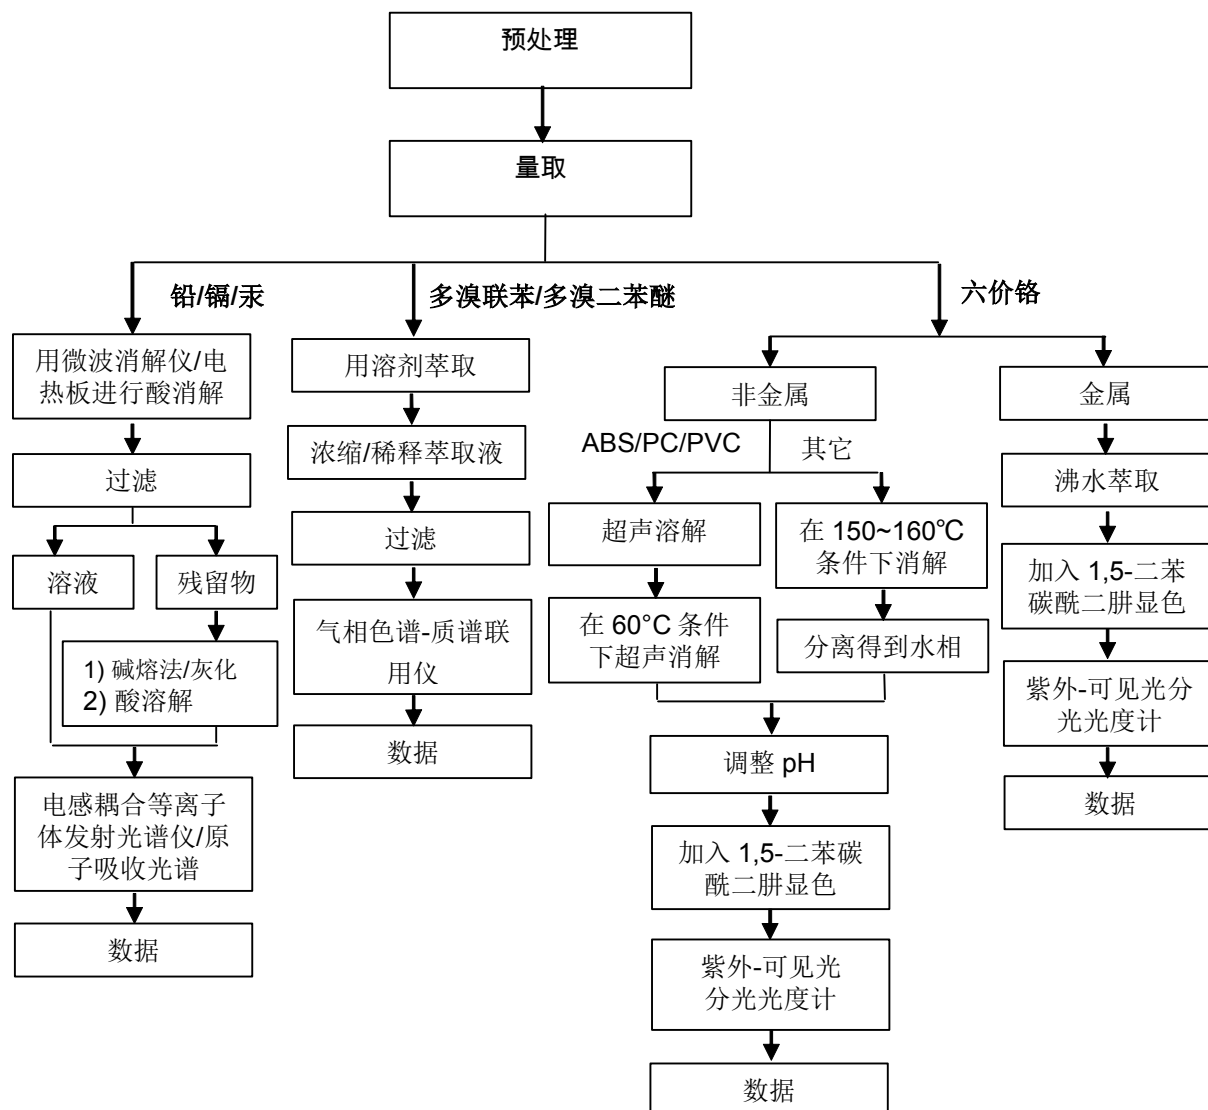 预处理
量取
铅/镉/汞
多溴联苯/多溴二苯醚
六价铬
用微波消解仪/电
热板进行酸消解
过滤
溶液
残留物
1) 碱熔法/灰化
2) 酸溶解
电感耦合等离子
体发射光谱仪/原
子吸收光谱
数据
用溶剂萃取
浓缩/稀释萃取液
过滤
气相色谱-质谱联
用仪
数据
非金属
ABS/PC/PVC
其它
超声溶解
在 60°C 条件
下超声消解
在 150~160℃
条件下消解
分离得到水相
调整 pH
加入 1,5-二苯碳
酰二肼显色
紫外-可见光
分光光度计
数据
金属
沸水萃取
加入 1,5-二苯
碳酰二肼显色
紫外-可见光分
光光度计
数据